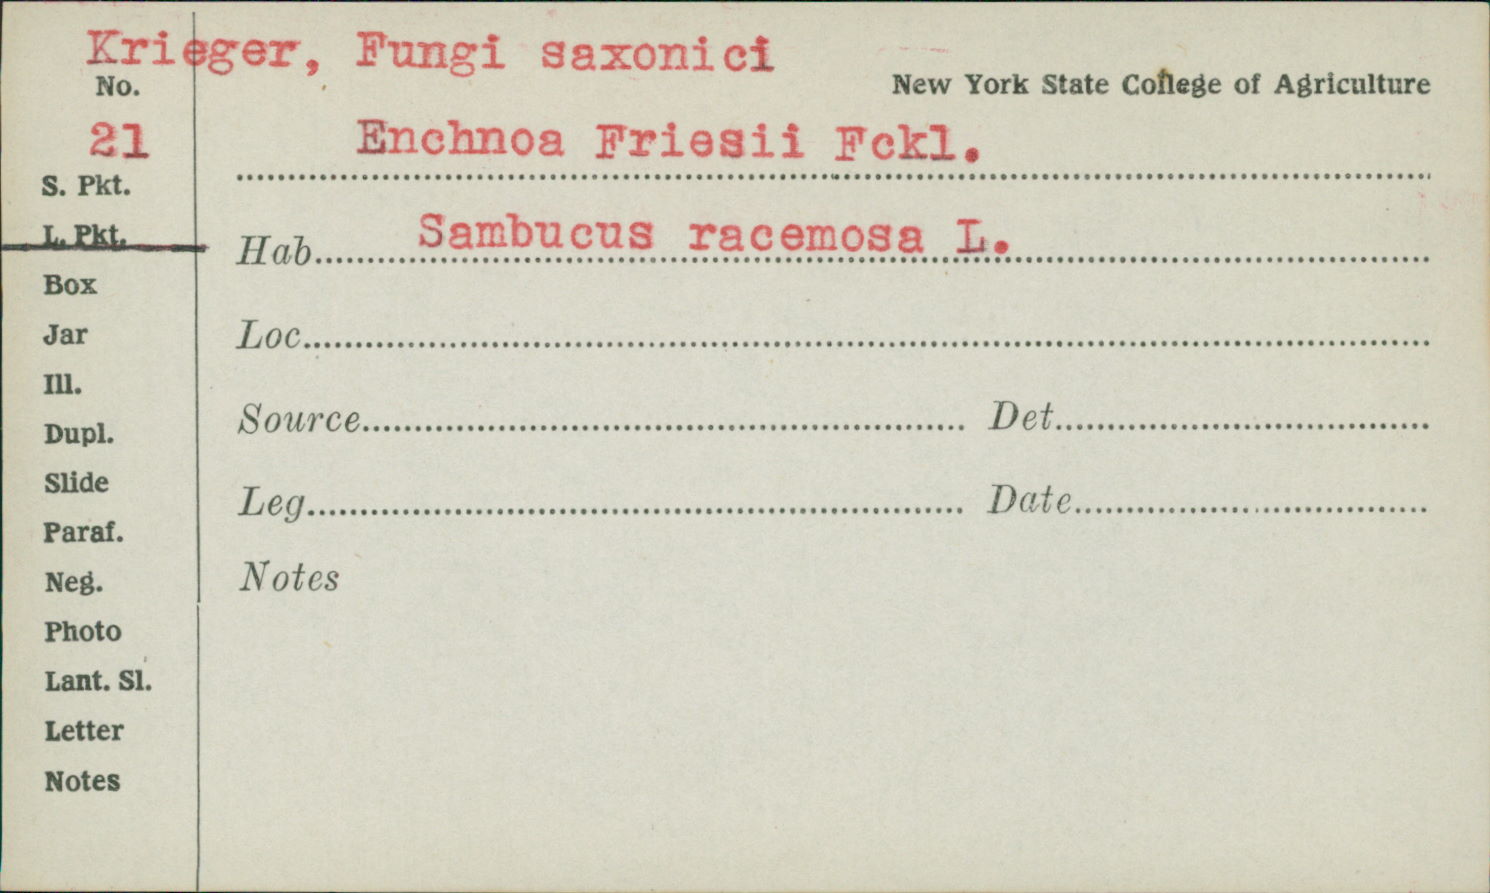 Krieger, Fungi saxonici
No.
New York State College of Agriculture
21
Enchnoa Friesii Fckl.
S. Pkt.
L. Pkt.
Hab. Sambucus racemosa L.
Box
Jar
Loc.
Ill.
Dupl.
Source
Det.
Slide
Leg.
Date
Paraf.
Neg.
Notes
Photo
Lant. Sl.
Letter
Notes